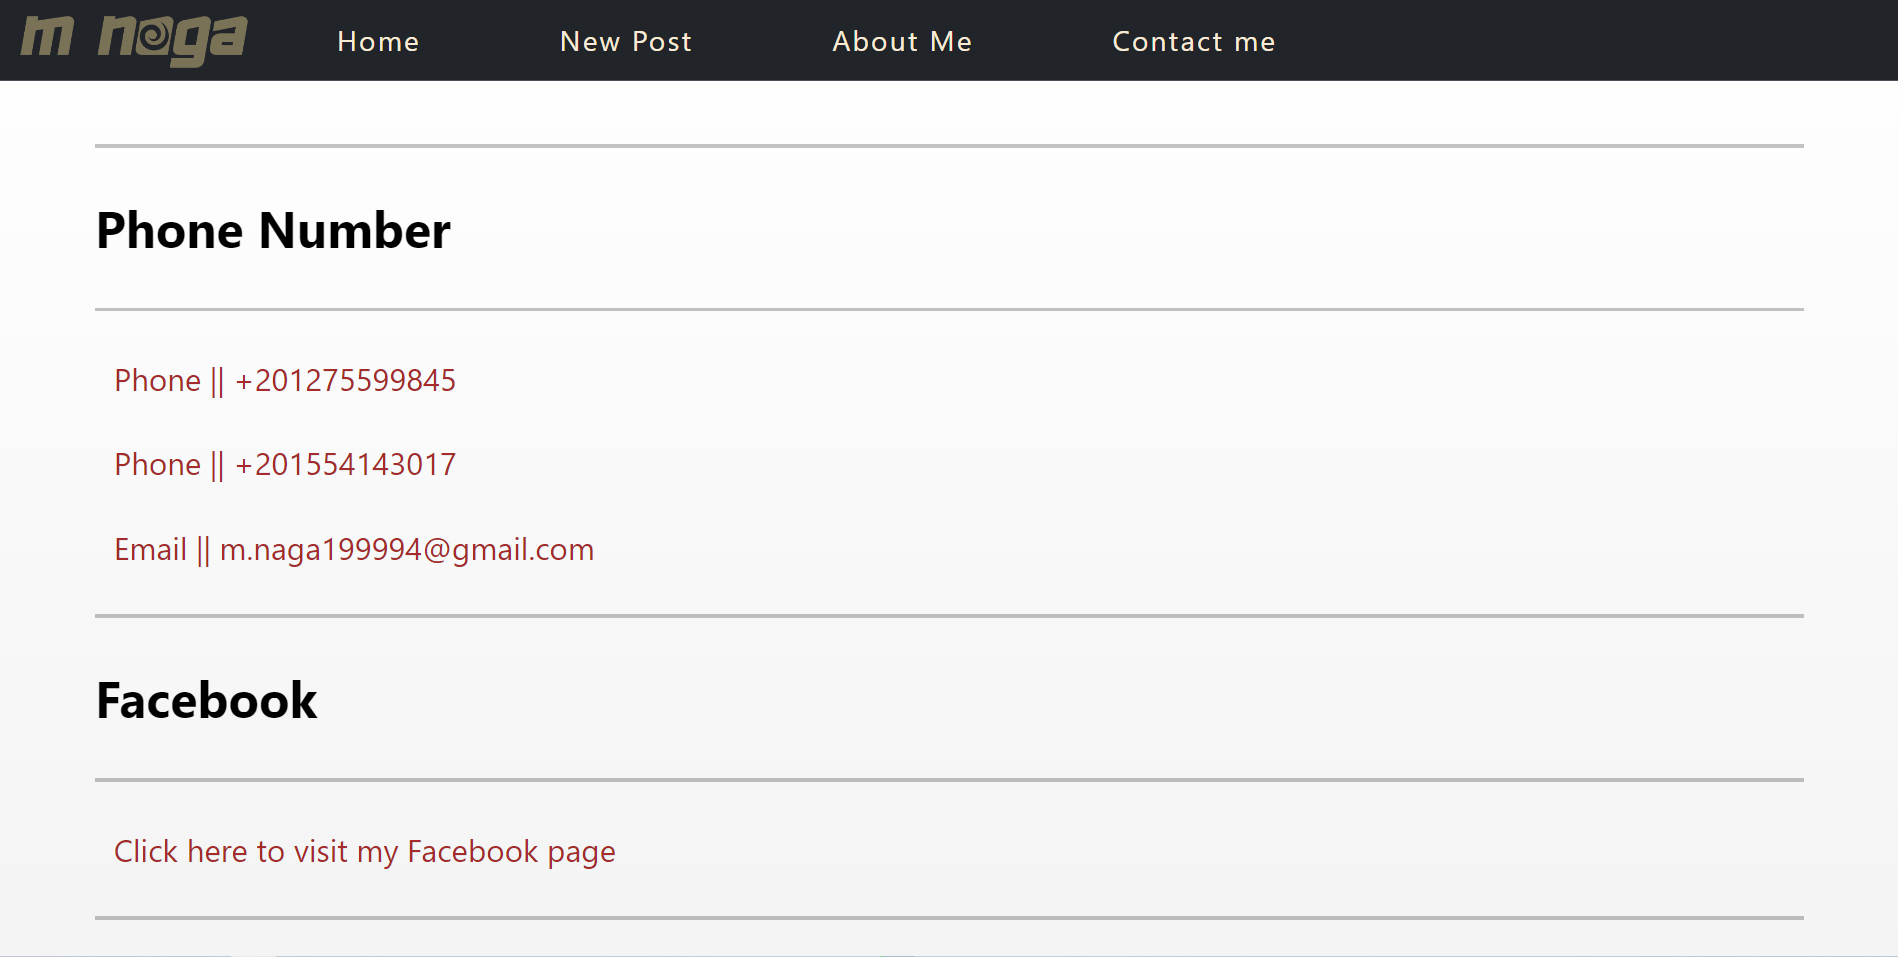 m naga
Home New Post About Me Contact me
Phone Number
Phone || +201275599845
Phone || +201554143017
Email || m.naga199994@gmail.com
Facebook
Click here to visit my Facebook page